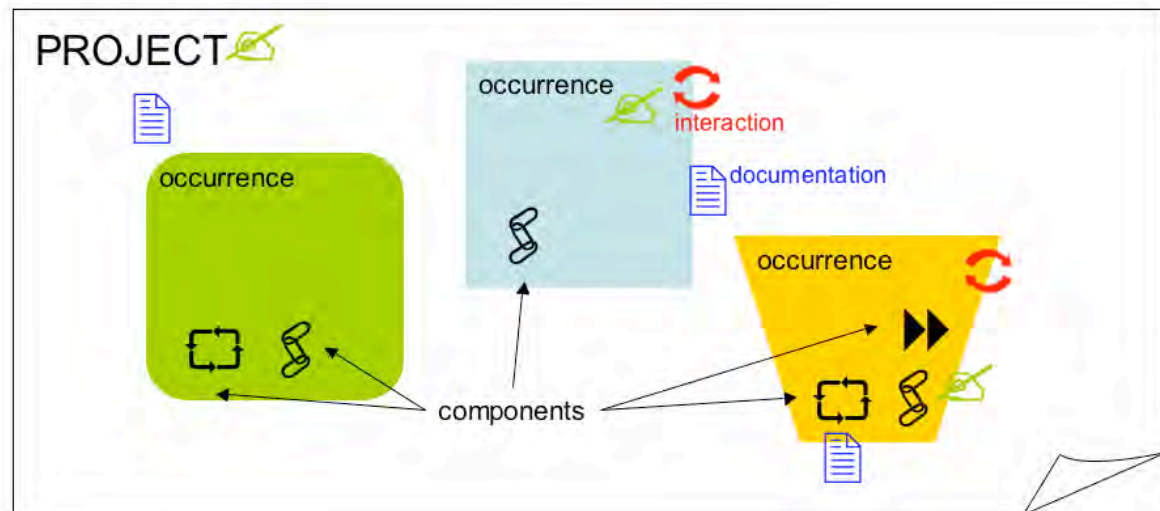 PROJECT
occurrence
interaction
documentation
occurrence
occurrence
components